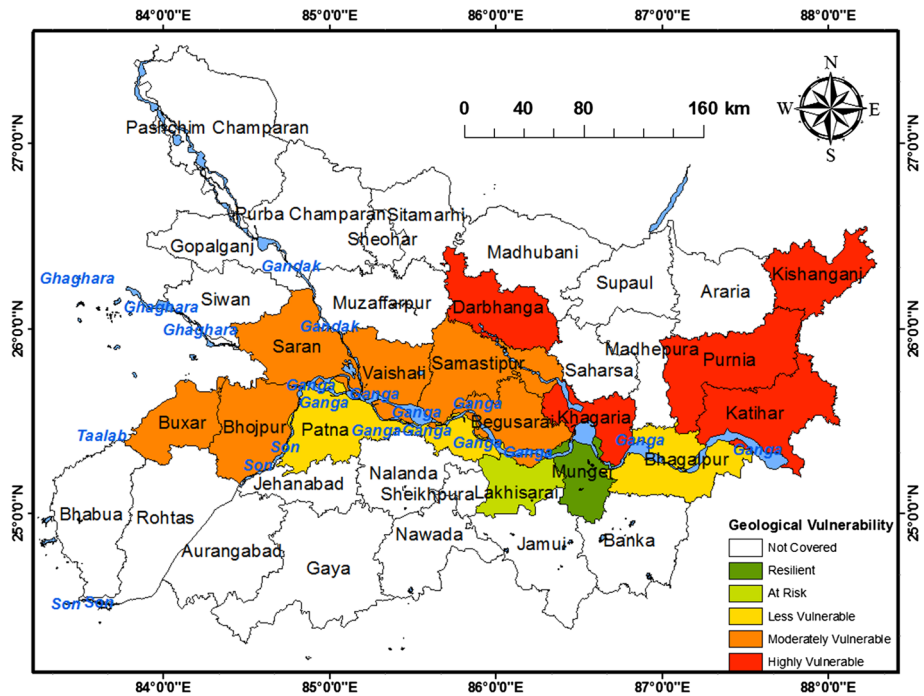 84°0'0"E 85°0'0"E 86°0'0"E 87°0'0"E 88°0'0"E
N
W E
S
0 40 80 160 km
27°0'0"N 27°0'0"N
Pashchim Champaran
Purba Champaran
Sitamarhi
Sheohar
Gopalganj
Madhubani
Gandak
Kishanganj
Ghaghara
Supaul
Araria
Siwan
Muzaffarpur
Darbhanga
Ghaghara
26°0'0"N 26°0'0"N
Ghaghara
Gandak
Saran
Madhepura
Purnia
Samastipur
Vaishali
Saharsa
Ganga
Ganga
Ganga
Ganga
Ganga
Katihar
Khagaria
Buxar
Bhojpur
Patna
Begusarai
Taalab
Ganga
Ganga
Ganga
Ganga
Ganga
Ganga
Son
Son
Bhagalpur
Munger
Nalanda
Jehanabad
Sheikhpura
Lakhisarai
25°0'0"N 25°0'0"N
Bhabua
Rohtas
Nawada
Jamui
Banka
Aurangabad
Gaya
Son Son
Geological Vulnerability
Not Covered
Resilient
At Risk
Less Vulnerable
Moderately Vulnerable
Highly Vulnerable
84°0'0"E 85°0'0"E 86°0'0"E 87°0'0"E 88°0'0"E